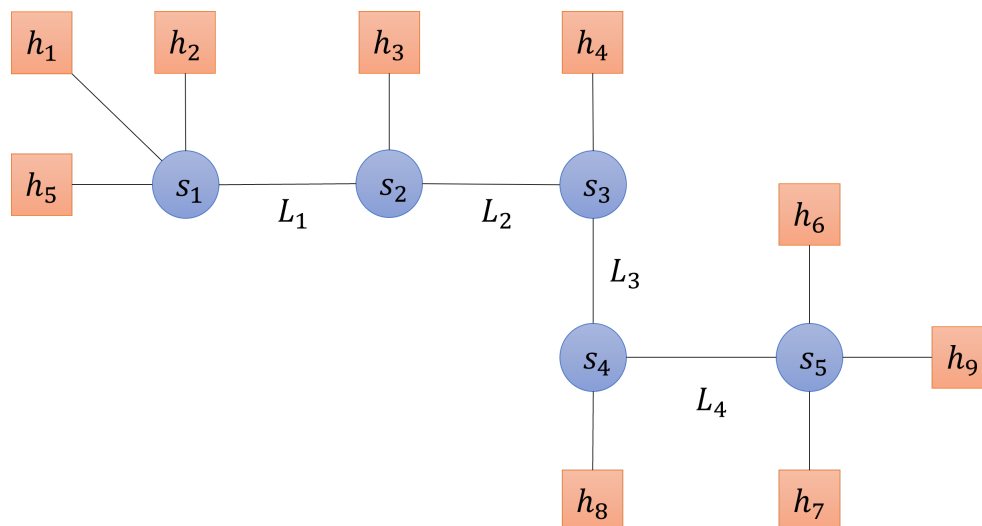 h₁ h₂ h₃ h₄
h₅ s₁ s₂ s₃
L₁ L₂
h₆
L₃
s₄ s₅ h₉
L₄
h₈ h₇